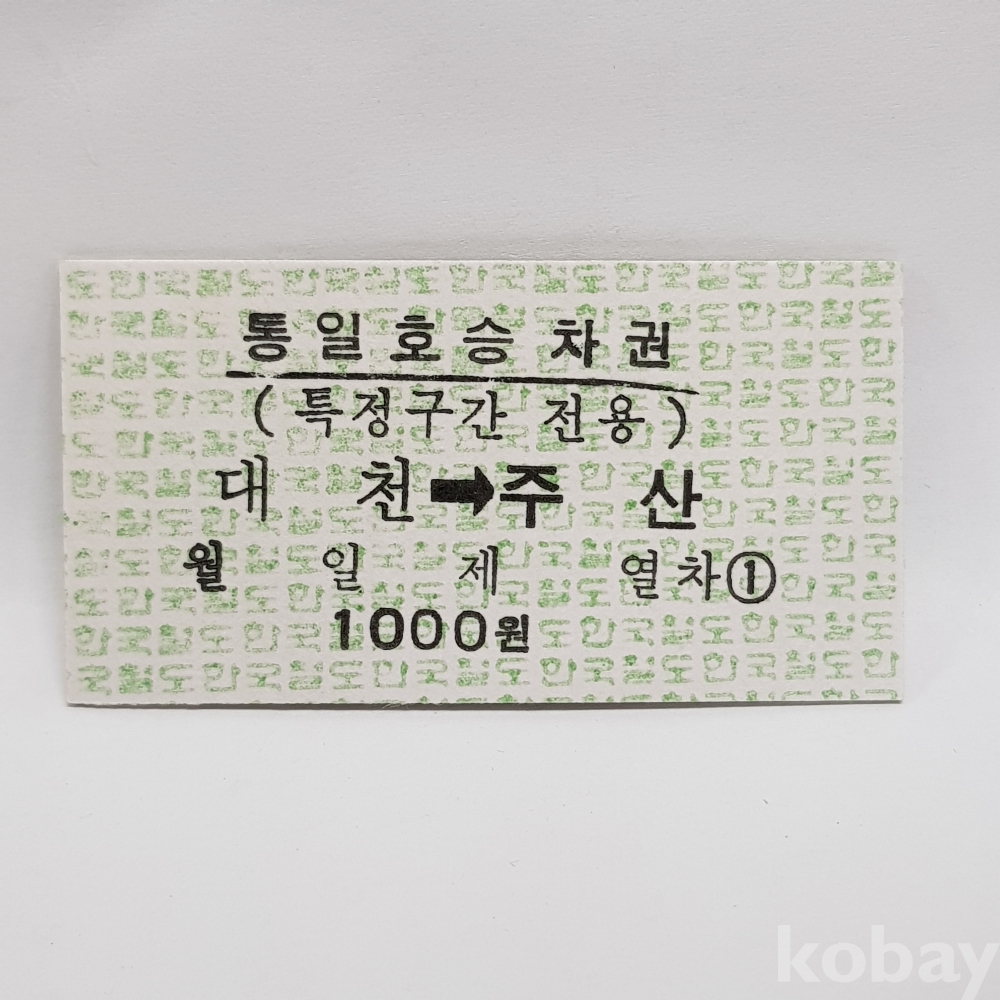 통일호승차권
(특정구간 전용)
대 천➡주 산
월 일 제 열차①
1000원
kobay